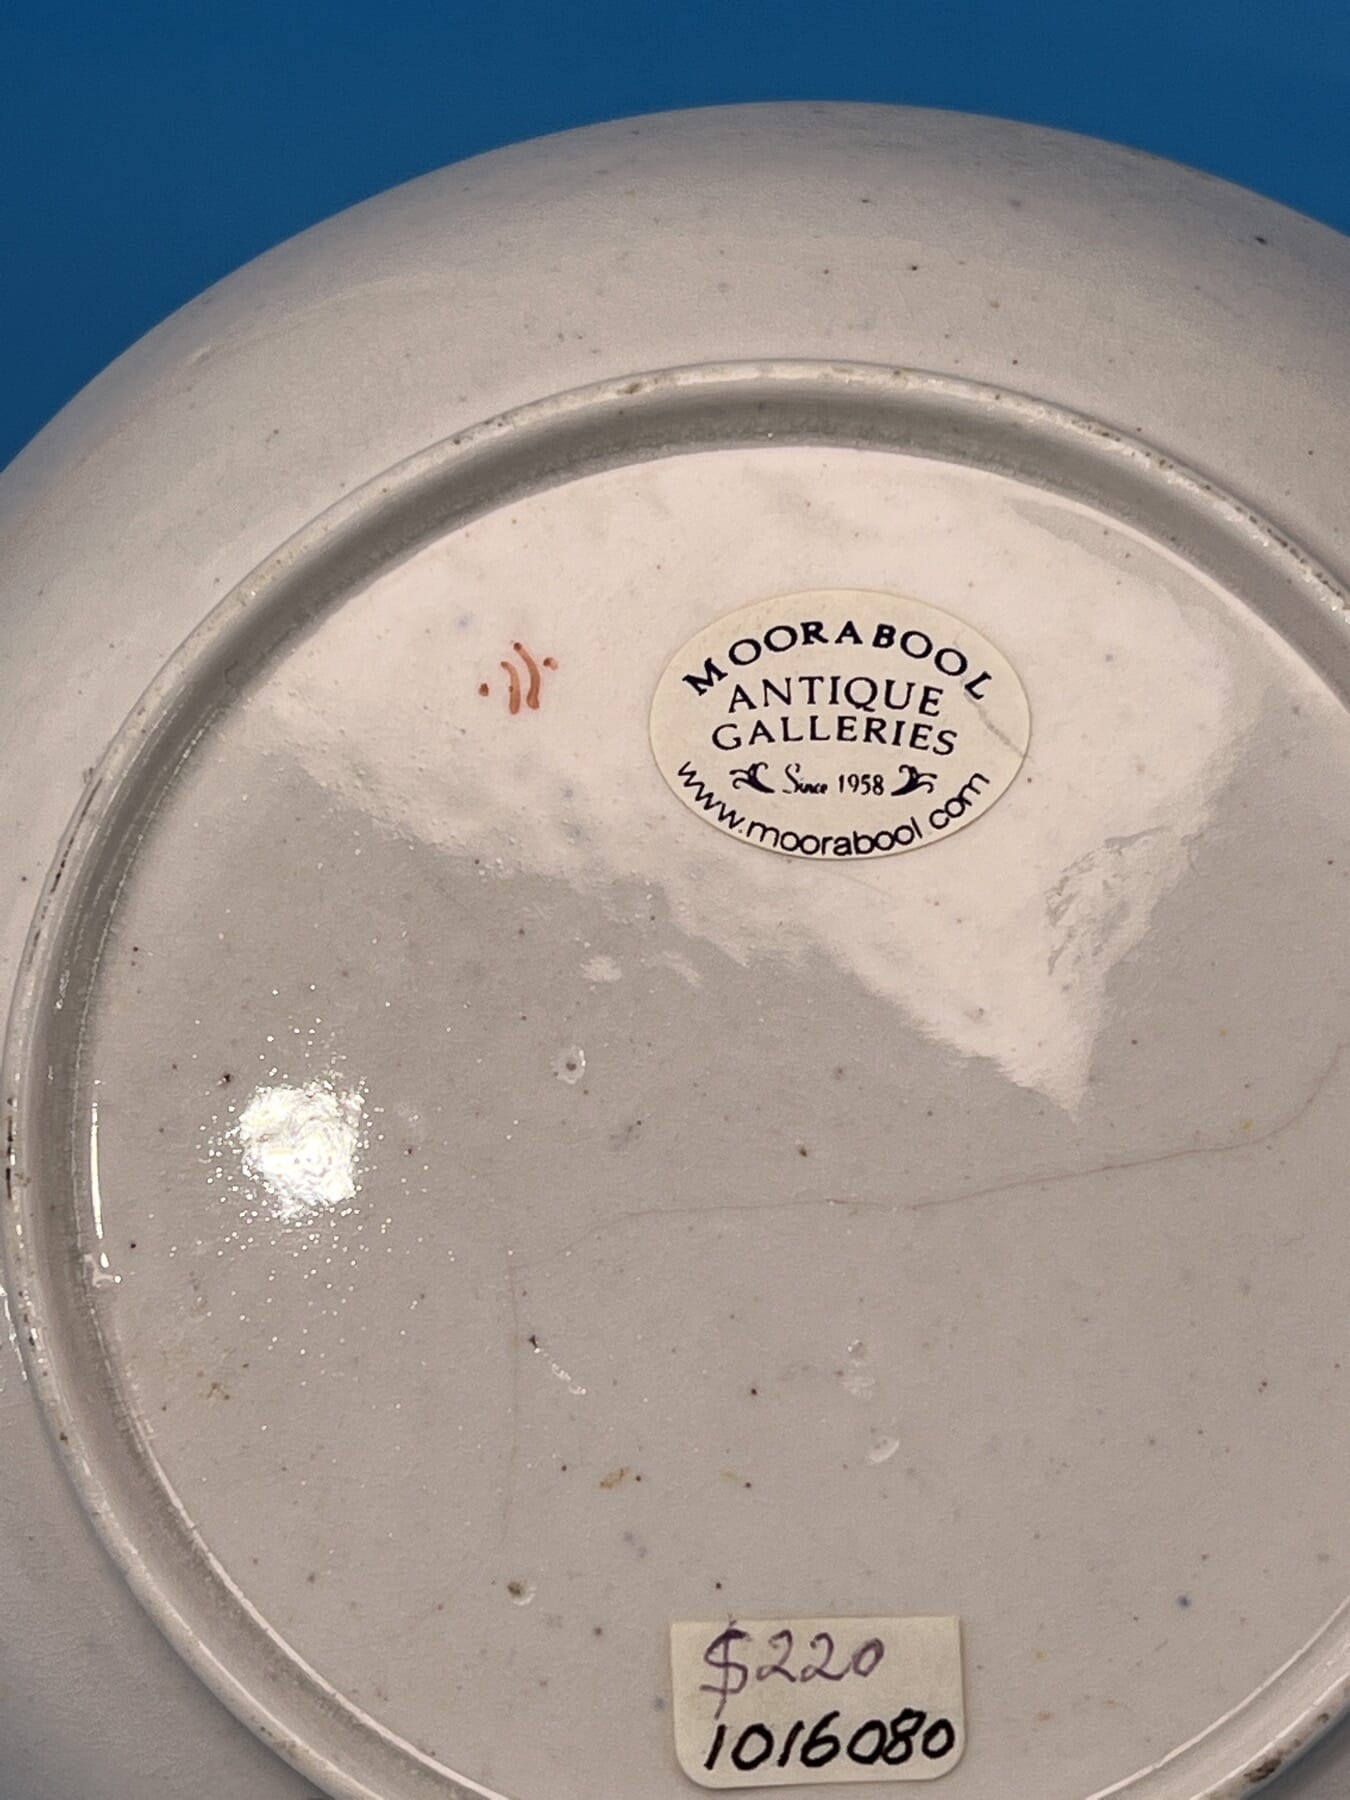 MOORABOOL
ANTIQUE
GALLERIES
Since 1958
www.moorabool.com
$220
1016080